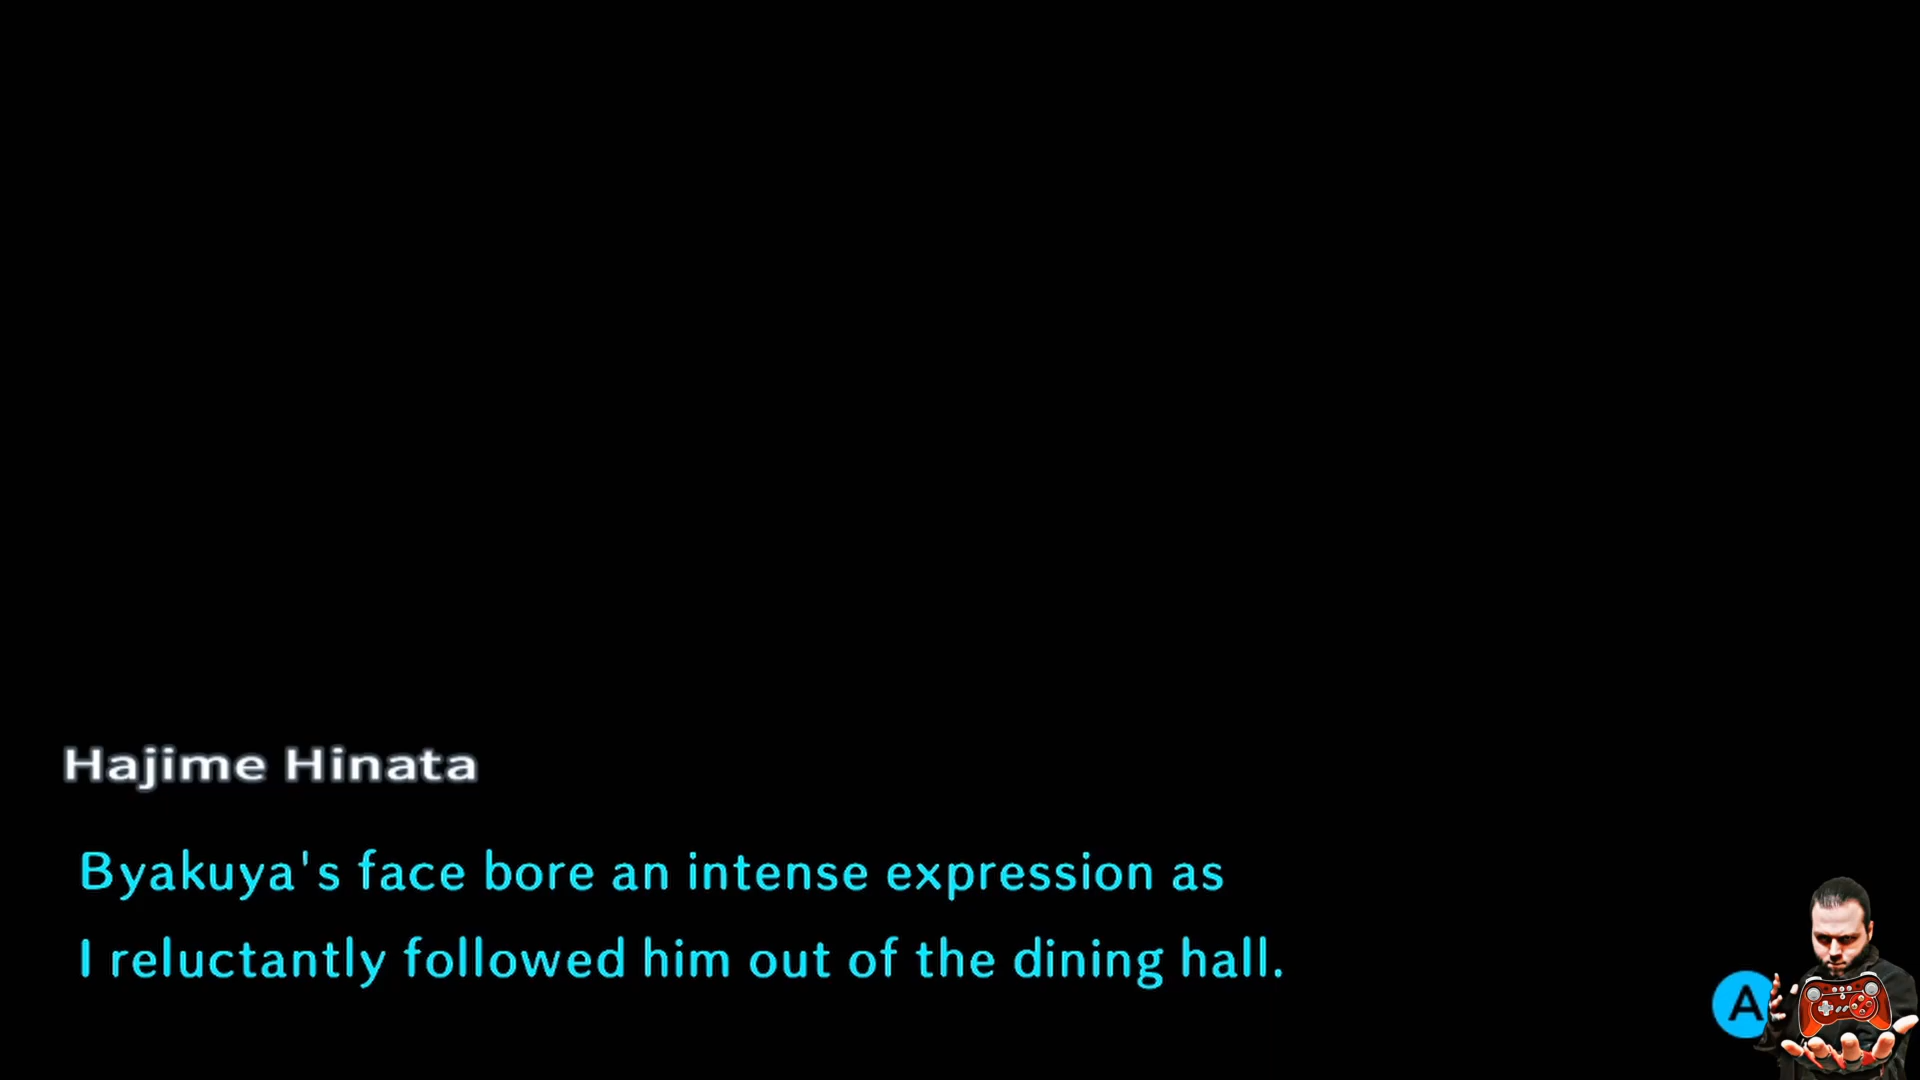 Hajime Hinata
Byakuya's face bore an intense expression as
I reluctantly followed him out of the dining hall.
A